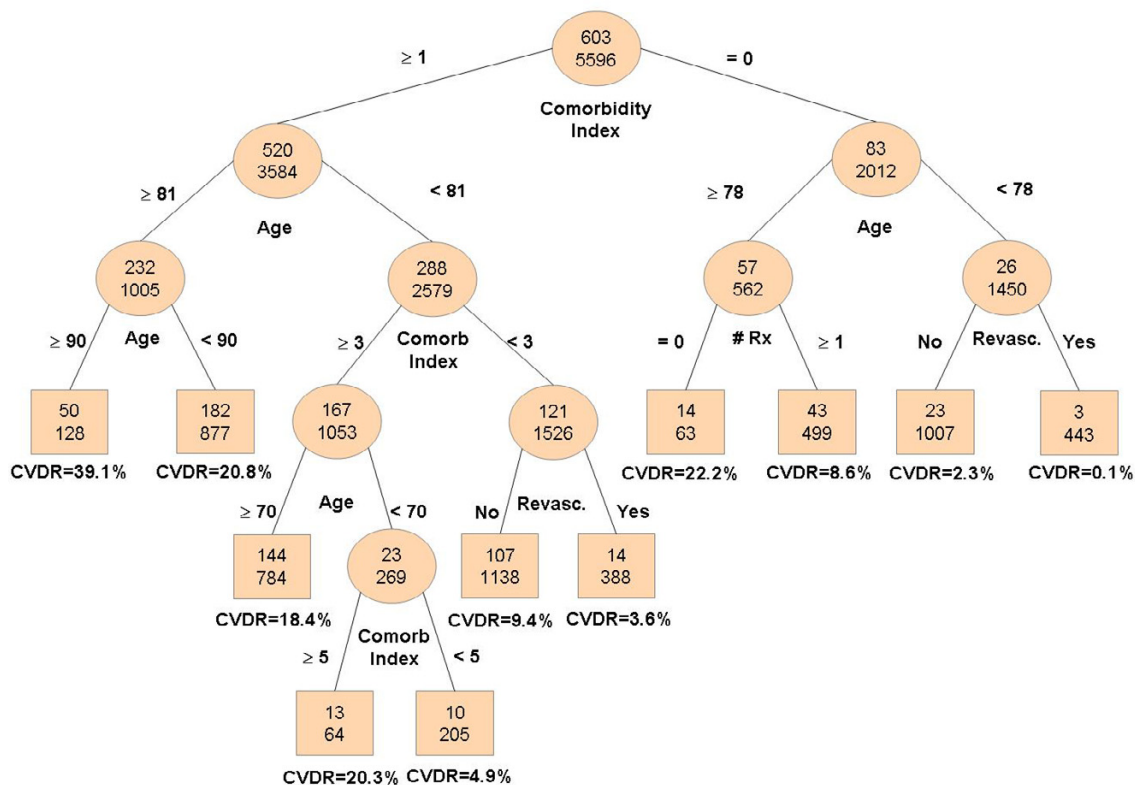 603
5596
≥ 1
= 0
Comorbidity
Index
520
3584
83
2012
≥ 81
< 81
≥ 78
< 78
Age
Age
232
1005
288
2579
57
562
26
1450
≥ 90
Age
< 90
≥ 3
Comorb
Index
< 3
= 0
# Rx
≥ 1
No
Revasc.
Yes
50
128
182
877
167
1053
121
1526
14
63
43
499
23
1007
3
443
CVDR=39.1%
CVDR=20.8%
CVDR=22.2%
CVDR=8.6%
CVDR=2.3%
CVDR=0.1%
≥ 70
Age
< 70
No
Revasc.
Yes
144
784
23
269
107
1138
14
388
CVDR=18.4%
CVDR=9.4%
CVDR=3.6%
≥ 5
Comorb
Index
< 5
13
64
10
205
CVDR=20.3%
CVDR=4.9%